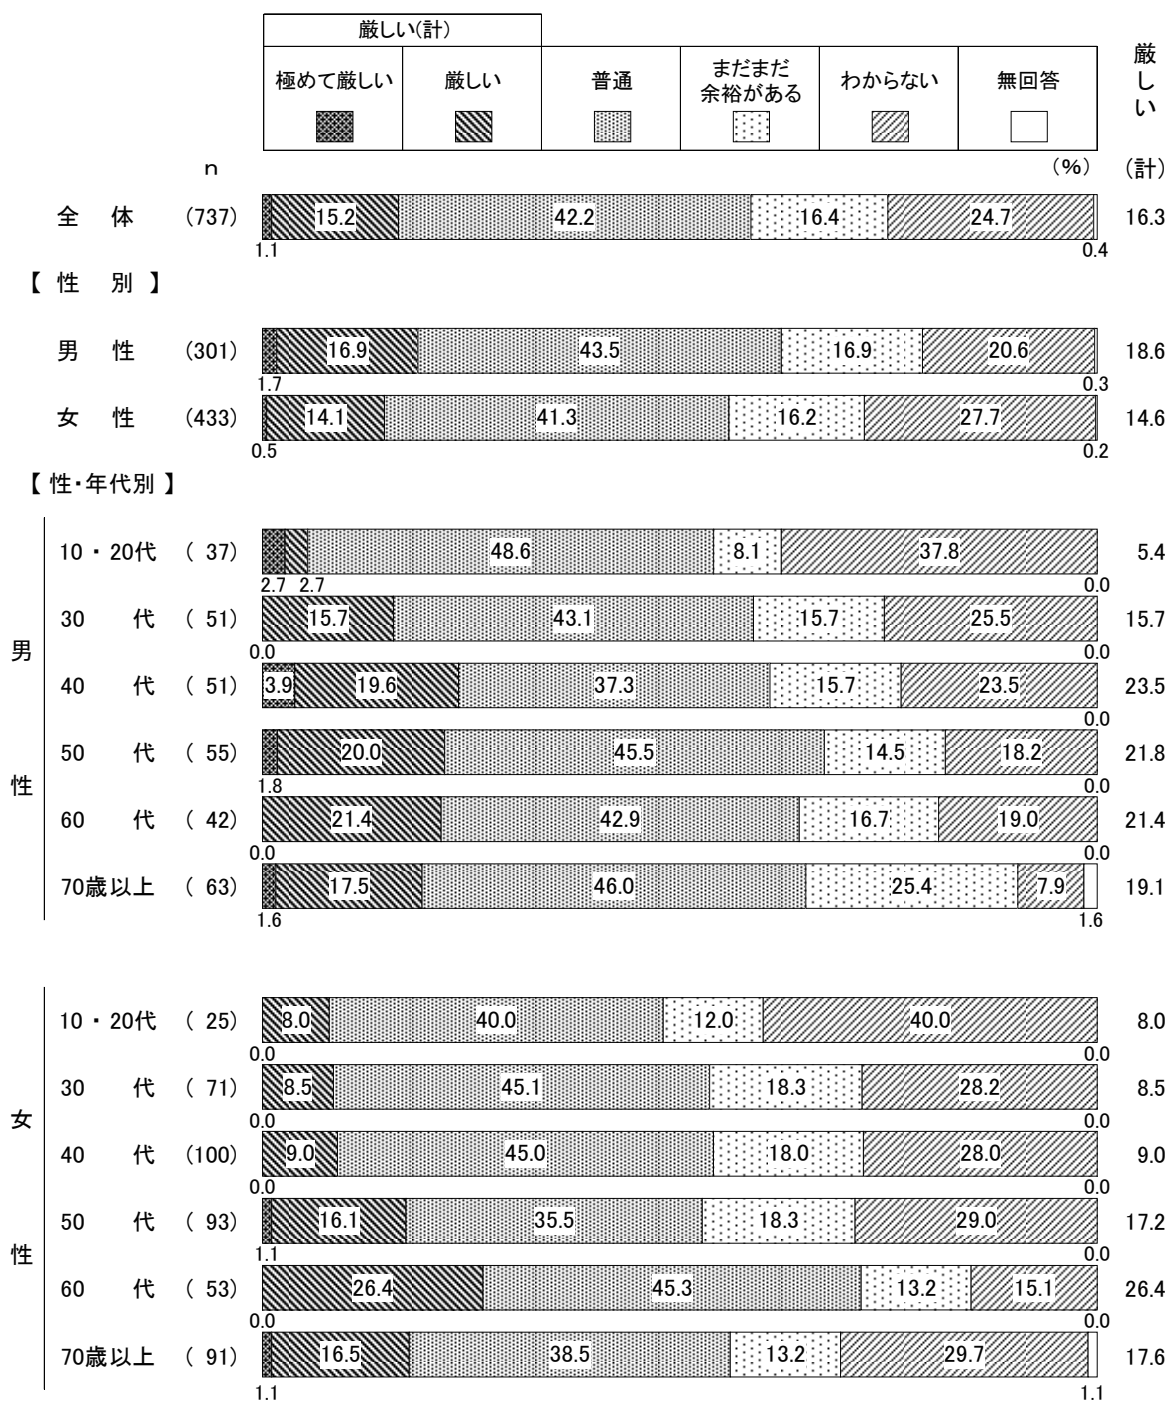 厳しい(計)
極めて厳しい 厳しい 普通 まだまだ余裕がある わからない 無回答 厳しい
n (%) (計)
全 体 (737) 15.2 42.2 16.4 24.7 16.3
1.1 0.4
【 性 別 】
男 性 (301) 16.9 43.5 16.9 20.6 18.6
1.7 0.3
女 性 (433) 14.1 41.3 16.2 27.7 14.6
0.5 0.2
【 性・年代別 】
男性
10・20代 ( 37) 48.6 8.1 37.8 5.4
2.7 2.7 0.0
30 代 ( 51) 15.7 43.1 15.7 25.5 15.7
0.0 0.0
40 代 ( 51) 3.9 19.6 37.3 15.7 23.5 23.5
0.0
50 代 ( 55) 20.0 45.5 14.5 18.2 21.8
1.8 0.0
60 代 ( 42) 21.4 42.9 16.7 19.0 21.4
0.0 0.0
70歳以上 ( 63) 17.5 46.0 25.4 7.9 19.1
1.6 1.6
女性
10・20代 ( 25) 8.0 40.0 12.0 40.0 8.0
0.0 0.0
30 代 ( 71) 8.5 45.1 18.3 28.2 8.5
0.0 0.0
40 代 (100) 9.0 45.0 18.0 28.0 9.0
0.0 0.0
50 代 ( 93) 16.1 35.5 18.3 29.0 17.2
1.1 0.0
60 代 ( 53) 26.4 45.3 13.2 15.1 26.4
0.0 0.0
70歳以上 ( 91) 16.5 38.5 13.2 29.7 17.6
1.1 1.1